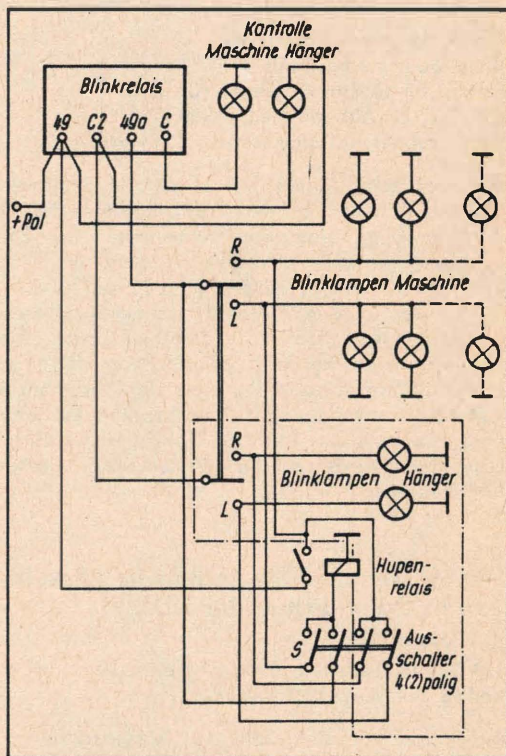 Kontrolle
Maschine Hänger
Blinkrelais
49 C2 49a C
+Pol
R
Blinklampen Maschine
L
R
Blinklampen Hänger
L
Hupen-
relais
S
Aus-
schalter
4(2)polig